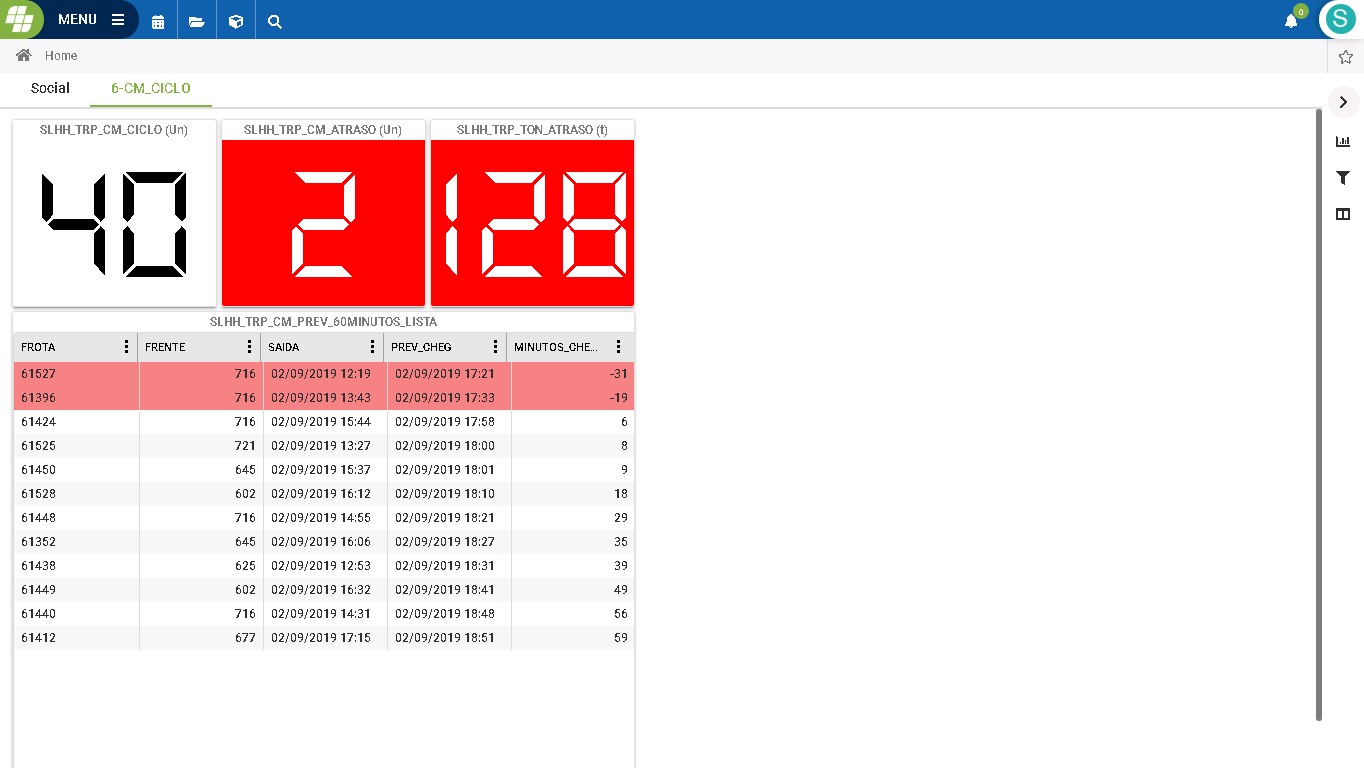 MENU
0
S
Home
Social 6-CM_CICLO
SLHH_TRP_CM_CICLO (Un) SLHH_TRP_CM_ATRASO (Un) SLHH_TRP_TON_ATRASO (t)
40 2 128
SLHH_TRP_CM_PREV_60MINUTOS_LISTA
FROTA FRENTE SAIDA PREV_CHEG MINUTOS_CHE...
61527 716 02/09/2019 12:19 02/09/2019 17:21 -31
61396 716 02/09/2019 13:43 02/09/2019 17:33 -19
61424 716 02/09/2019 15:44 02/09/2019 17:58 6
61525 721 02/09/2019 13:27 02/09/2019 18:00 8
61450 645 02/09/2019 15:37 02/09/2019 18:01 9
61528 602 02/09/2019 16:12 02/09/2019 18:10 18
61448 716 02/09/2019 14:55 02/09/2019 18:21 29
61352 645 02/09/2019 16:06 02/09/2019 18:27 35
61438 625 02/09/2019 12:53 02/09/2019 18:31 39
61449 602 02/09/2019 16:32 02/09/2019 18:41 49
61440 716 02/09/2019 14:31 02/09/2019 18:48 56
61412 677 02/09/2019 17:15 02/09/2019 18:51 59